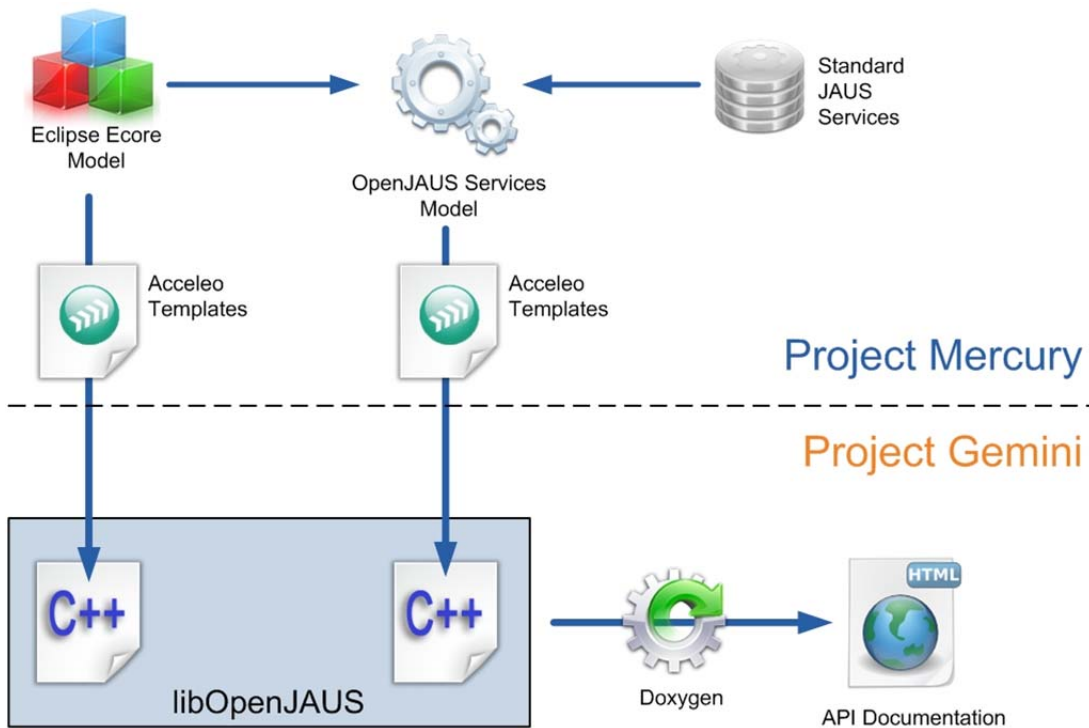 Eclipse Ecore
Model
OpenJAUS Services
Model
Standard
JAUS
Services
Acceleo
Templates
Acceleo
Templates
Project Mercury
Project Gemini
C++
C++
libOpenJAUS
Doxygen
HTML
API Documentation